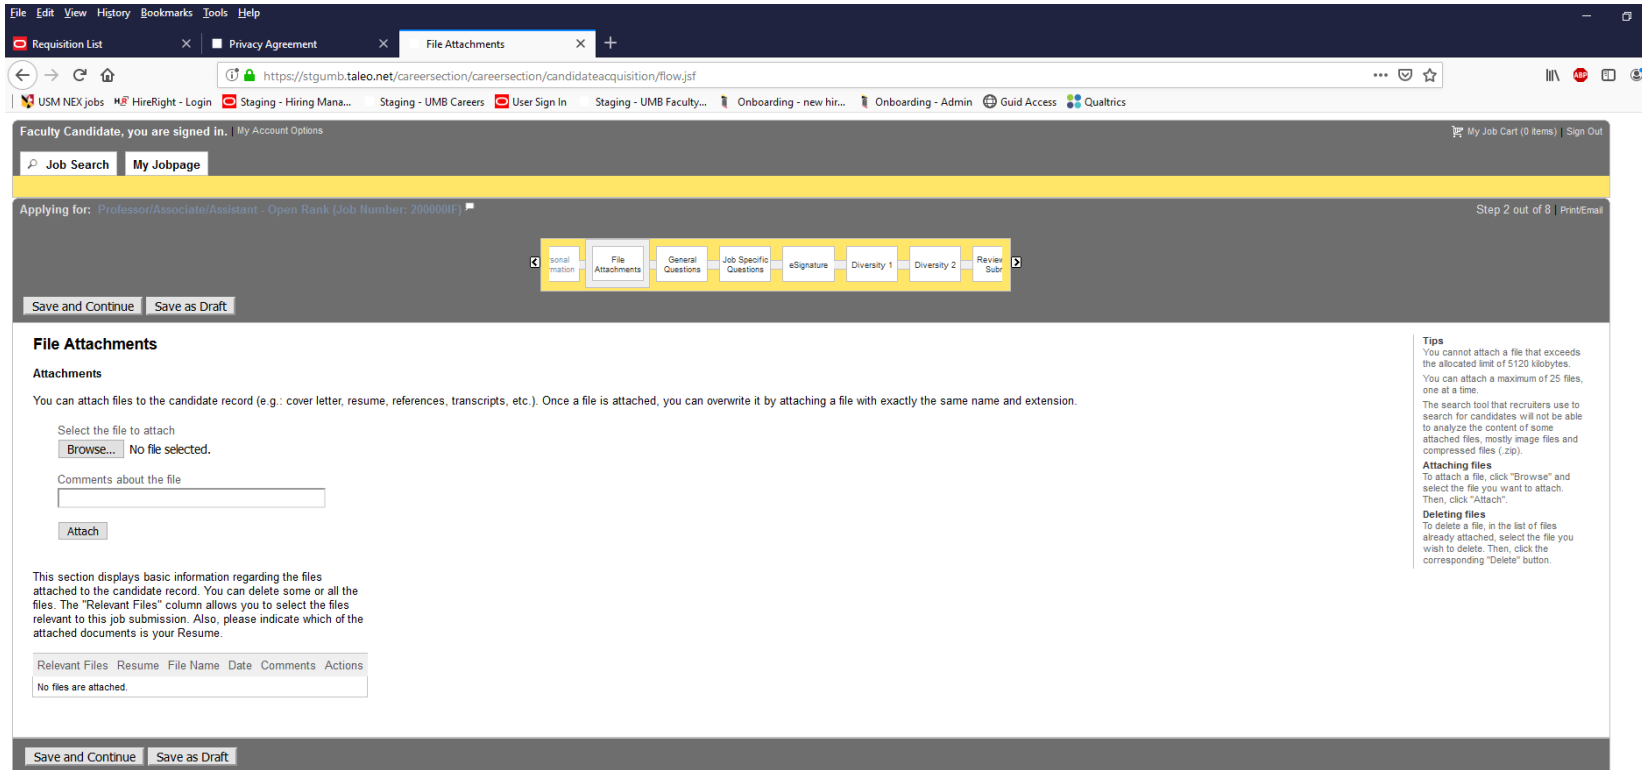 File Edit View History Bookmarks Tools Help
Requisition List
Privacy Agreement
File Attachments
https://stgumb.taleo.net/careersection/careersection/candidateacquisition/flow.jsf
USM NEX jobs HireRight - Login Staging - Hiring Mana... Staging - UMB Careers User Sign In Staging - UMB Faculty... Onboarding - new hir... Onboarding - Admin Guid Access Qualtrics
Faculty Candidate, you are signed in. | My Account Options
My Job Cart (0 items) | Sign Out
Job Search My Jobpage
Applying for: Professor/Associate/Assistant - Open Rank (Job Number: 200000IF)
Step 2 out of 8 | Print/Email
rsonal
rmation
File
Attachments
General
Questions
Job Specific
Questions
eSignature
Diversity 1
Diversity 2
Review
Subr
Save and Continue Save as Draft
File Attachments
Attachments
You can attach files to the candidate record (e.g.: cover letter, resume, references, transcripts, etc.). Once a file is attached, you can overwrite it by attaching a file with exactly the same name and extension.
Select the file to attach
Browse... No file selected.
Comments about the file
Attach
This section displays basic information regarding the files
attached to the candidate record. You can delete some or all the
files. The "Relevant Files" column allows you to select the files
relevant to this job submission. Also, please indicate which of the
attached documents is your Resume.
Relevant Files Resume File Name Date Comments Actions
No files are attached.
Tips
You cannot attach a file that exceeds
the allocated limit of 5120 kilobytes.
You can attach a maximum of 25 files,
one at a time.
The search tool that recruiters use to
search for candidates will not be able
to analyze the content of some
attached files, mostly image files and
compressed files (.zip).
Attaching files
To attach a file, click "Browse" and
select the file you want to attach.
Then, click "Attach".
Deleting files
To delete a file, in the list of files
already attached, select the file you
wish to delete. Then, click the
corresponding "Delete" button.
Save and Continue Save as Draft